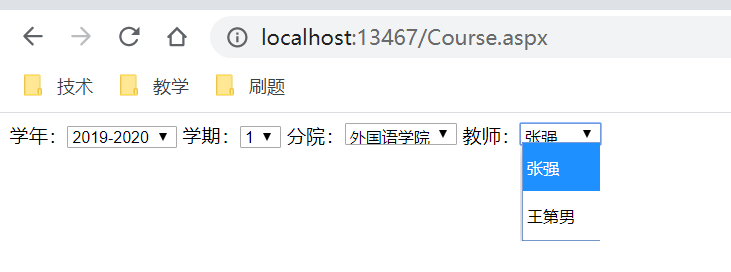 localhost:13467/Course.aspx
技术 教学 刷题
学年：2019-2020 学期：1 分院：外国语学院 教师：张强
张强
王第男